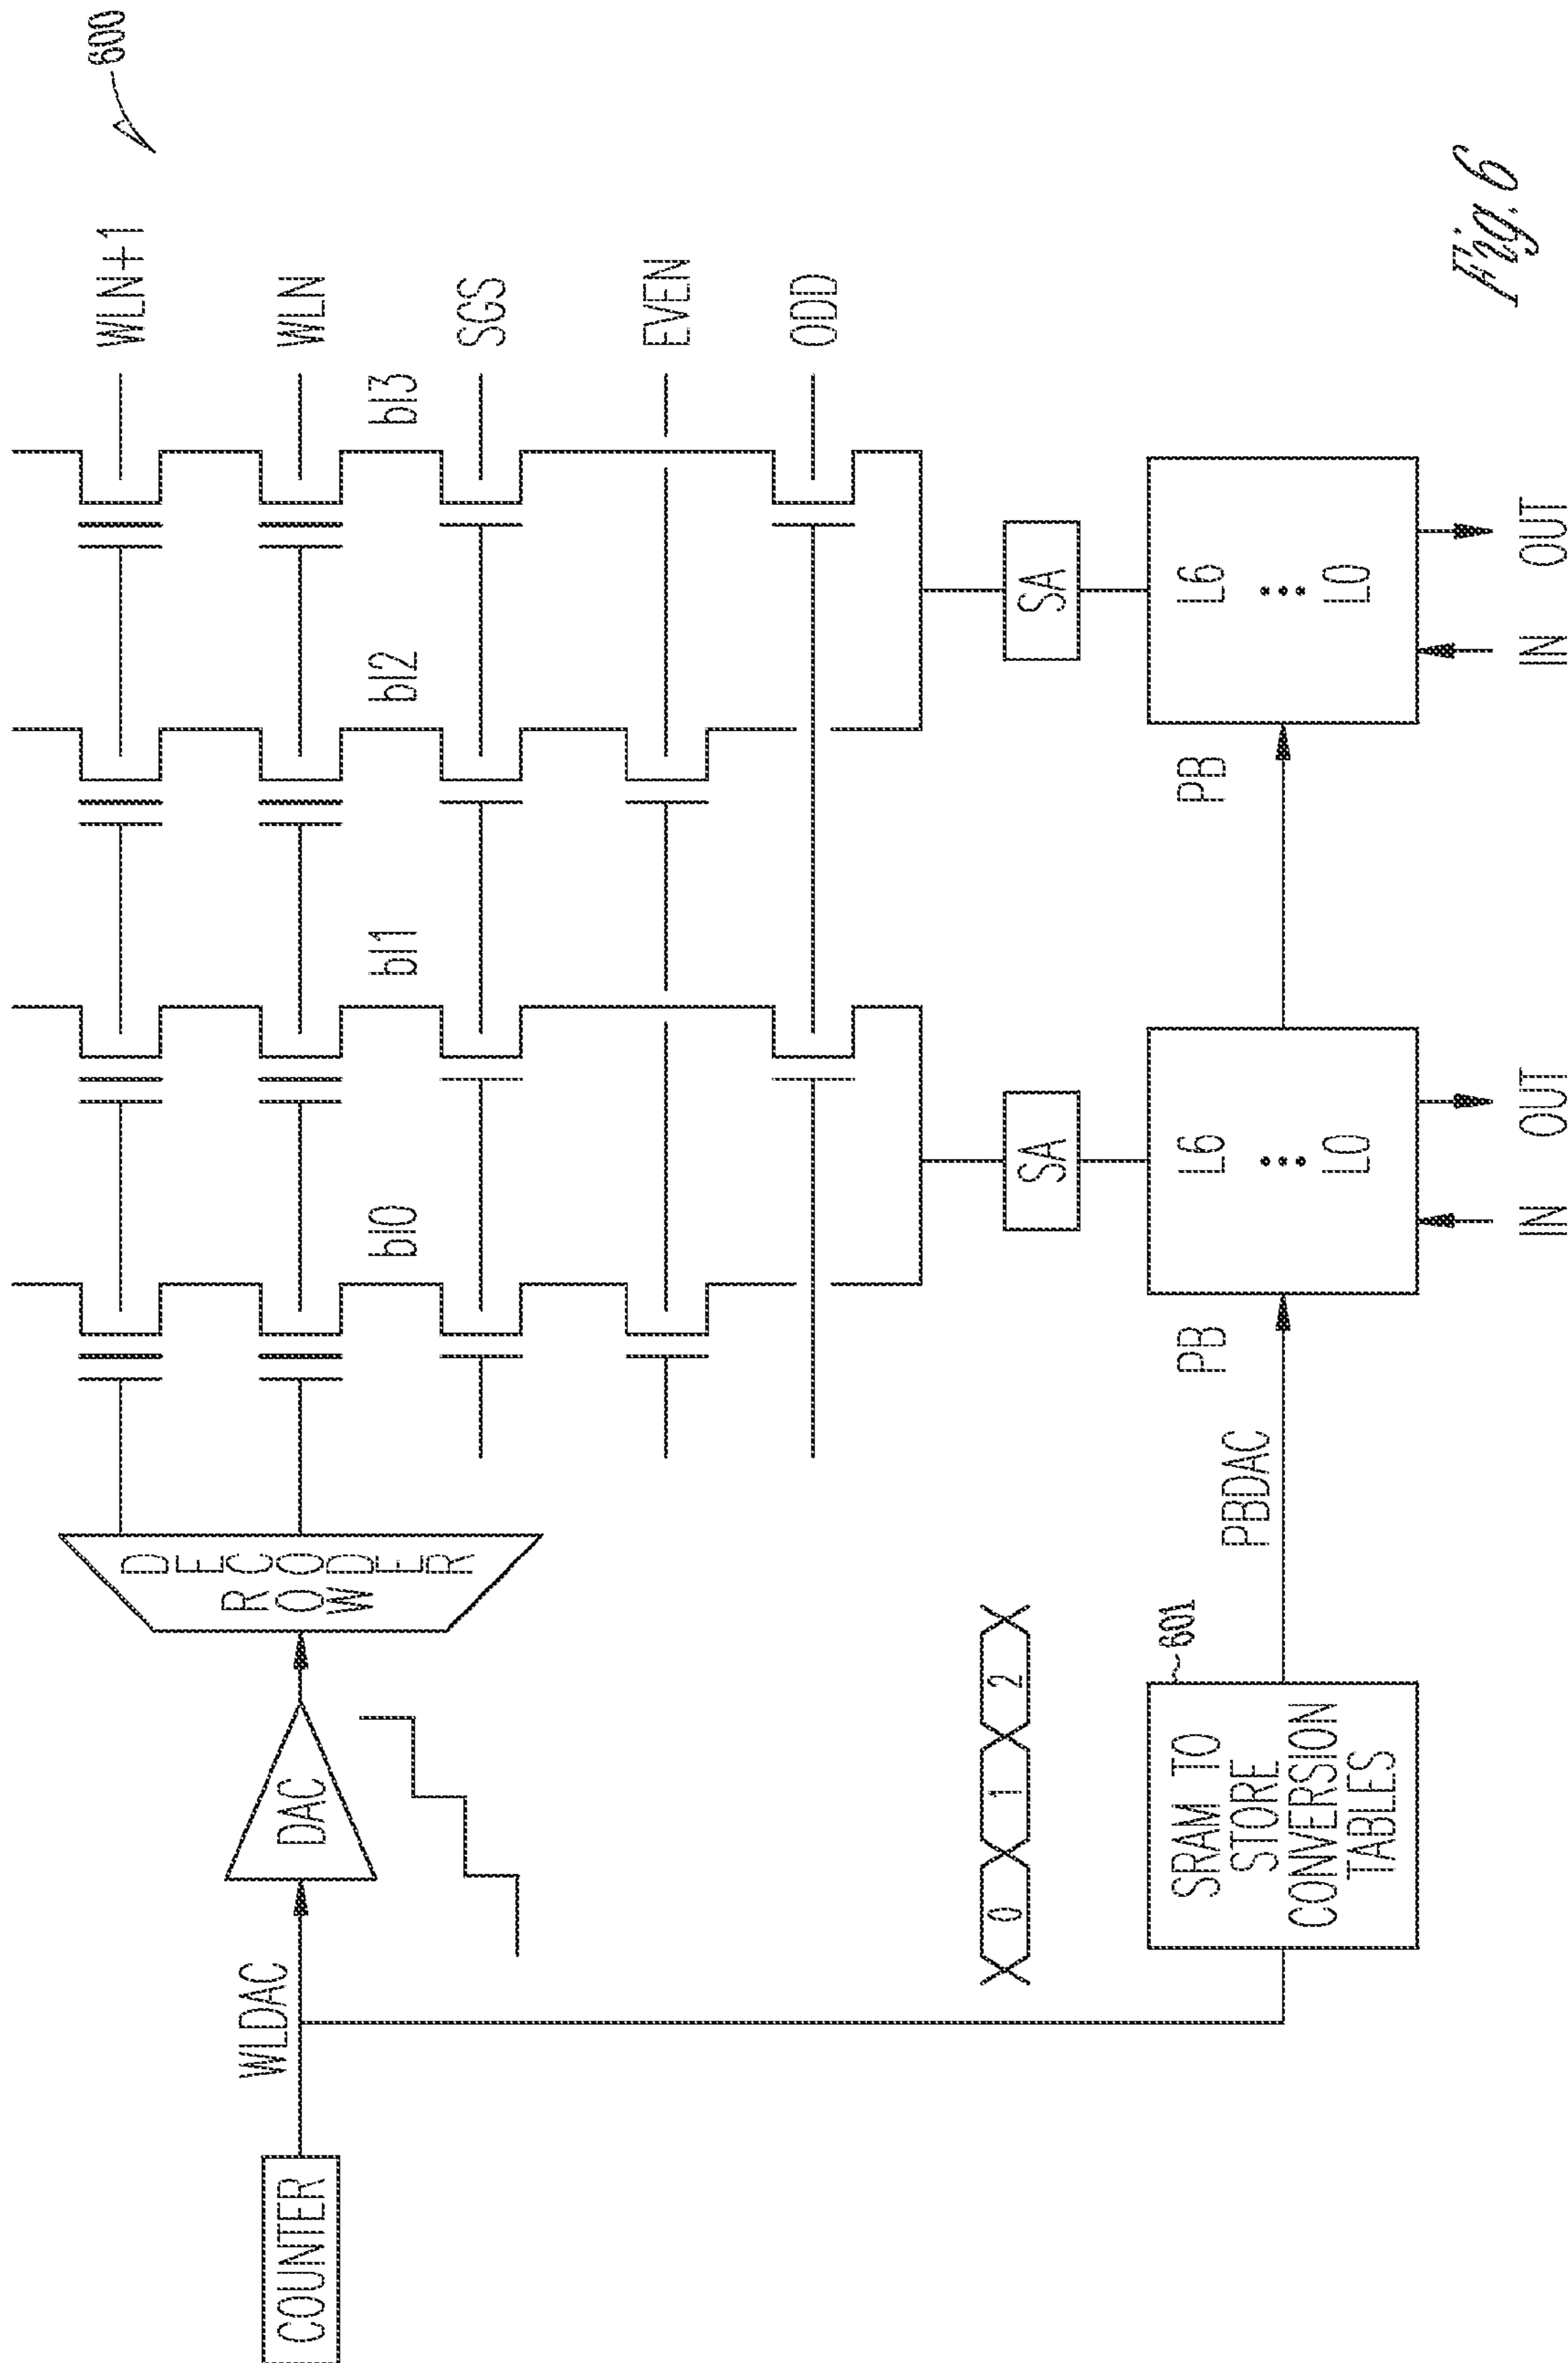 600
WLN+1
WLN
SGS
EVEN
ODD
bl0
bl1
bl2
bl3
COUNTER
WLDAC
DAC
ROW
DECODER
0 1 2
SA
SA
601
SRAM TO
STORE
CONVERSION
TABLES
PBDAC
PB
L6
L0
PB
L6
L0
IN
OUT
IN
OUT
Fig. 6